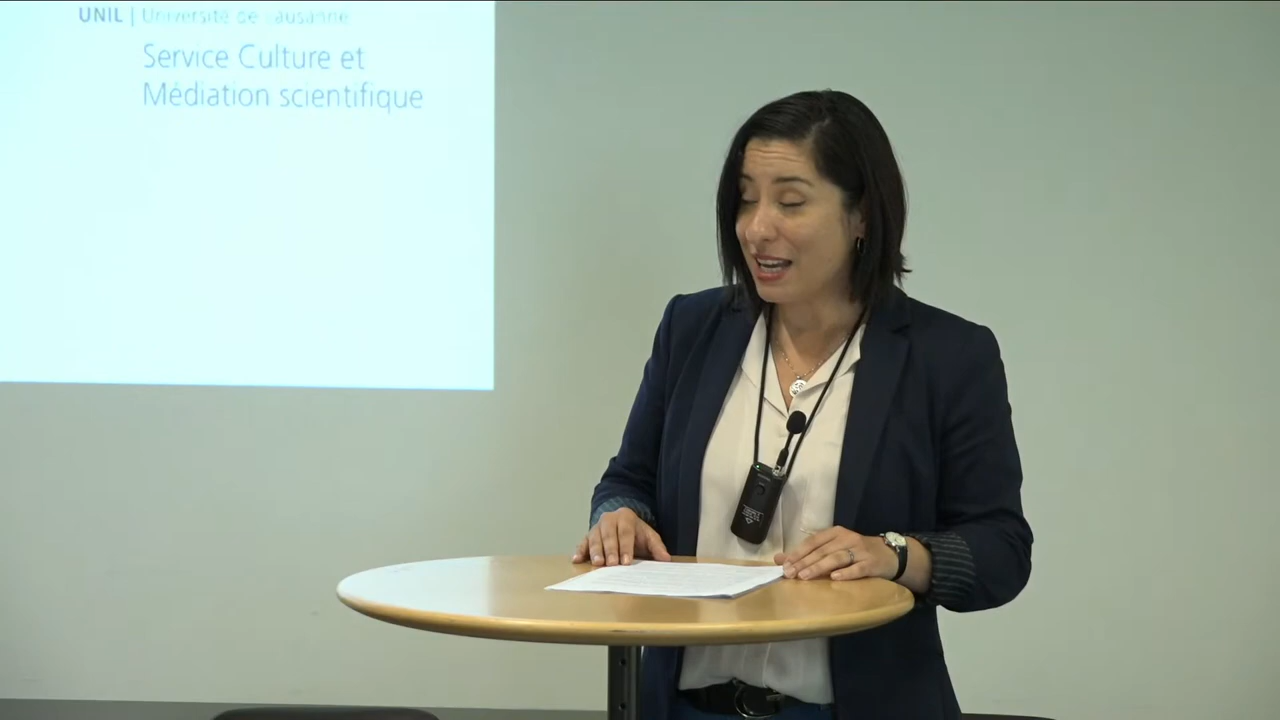 UNIL | Université de Lausanne
Service Culture et
Médiation scientifique